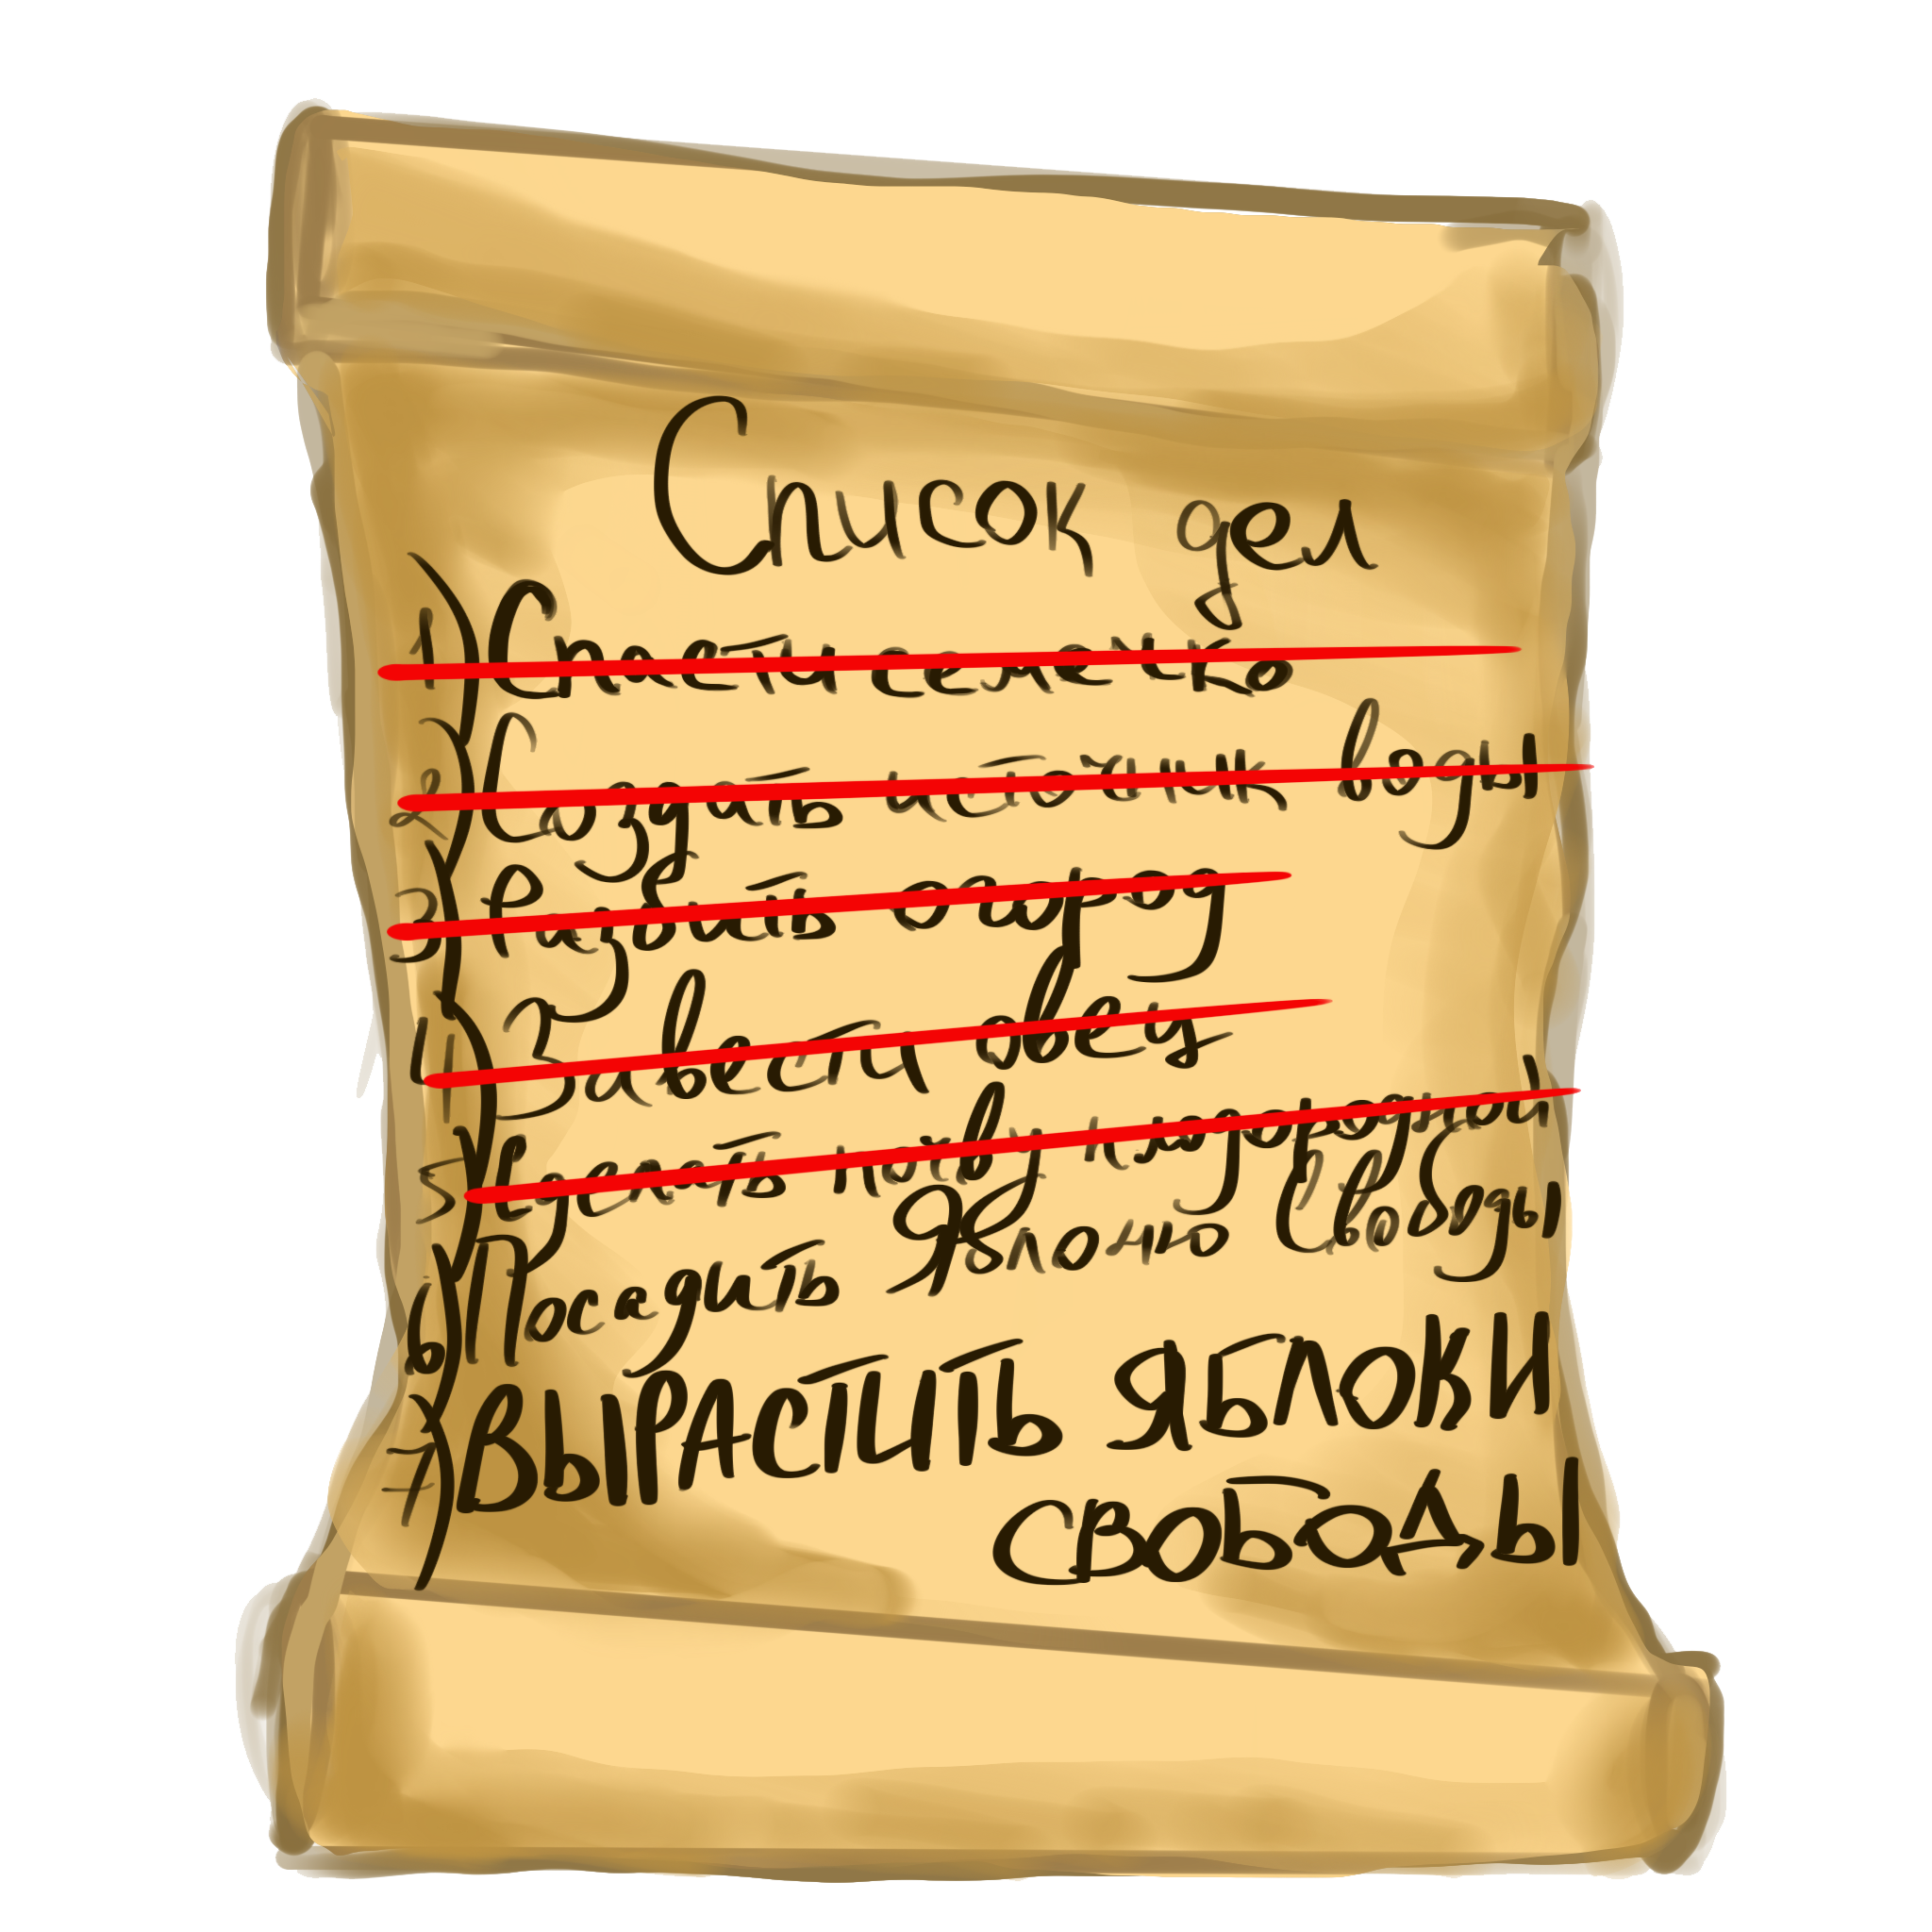 Список дел
1) Спасти семечко
2) Создать источник воды
3) Разбить огород
4) Завести овец
5) Сделать почву плодородной
6) Посадить Яблоню Свободы
7) ВЫРАСТИТЬ ЯБЛОКИ
СВОБОДЫ